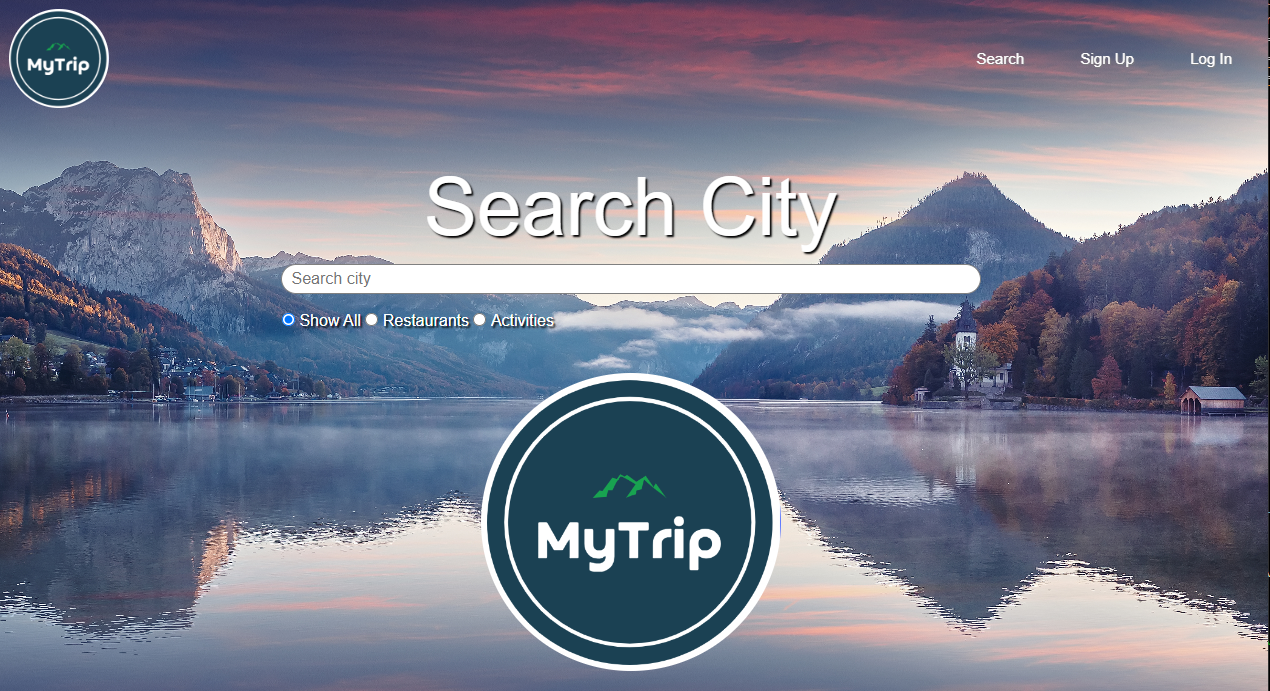 MyTrip
Search Sign Up Log In
Search City
Search city
Show All Restaurants Activities
MyTrip